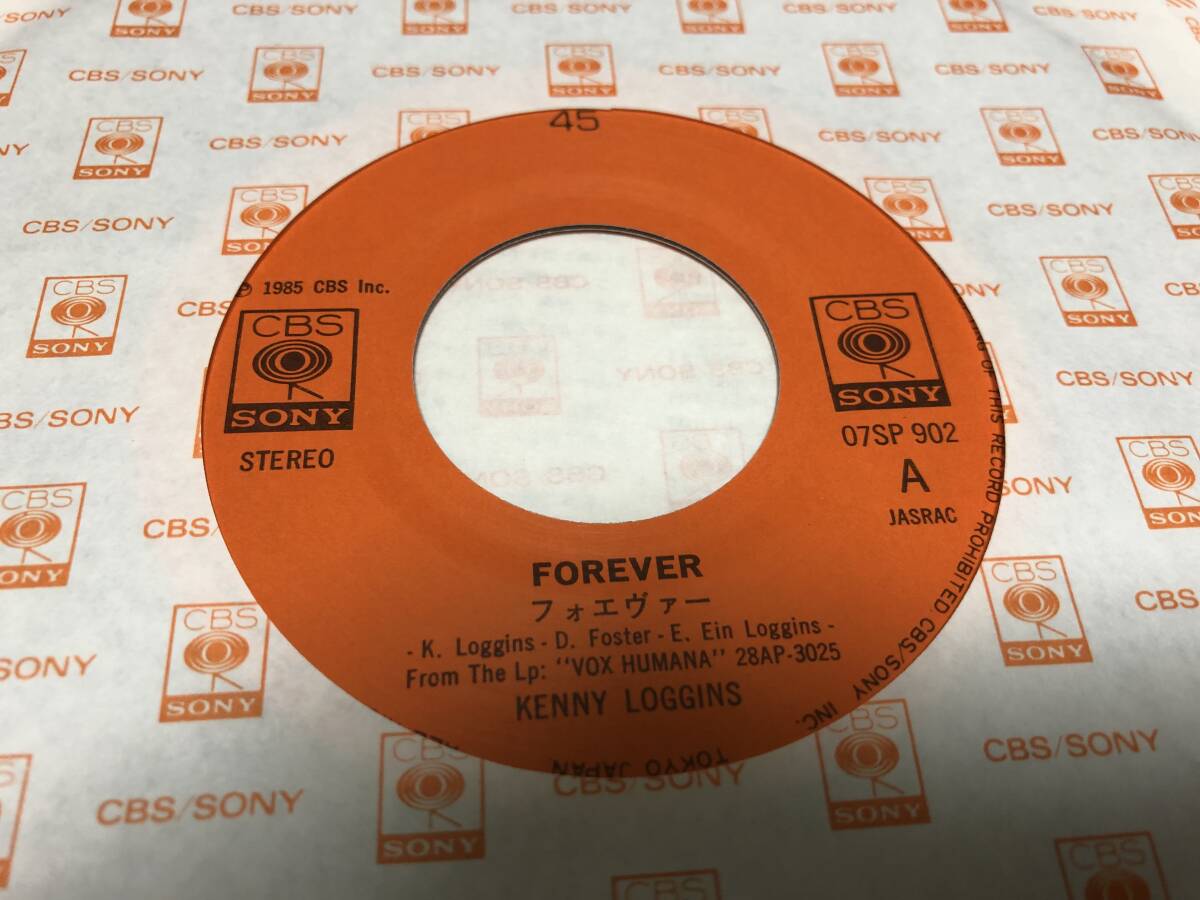 45
℗ 1985 CBS Inc.
CBS
SONY
STEREO
CBS
SONY
07SP 902
A
JASRAC
FOREVER
フォエヴァー
- K. Loggins - D. Foster - E. Ein Loggins -
From The Lp: "VOX HUMANA" 28AP-3025
KENNY LOGGINS
OF THIS RECORD PROHIBITED. CBS/SONY INC. TOKYO JAPAN
CBS/SONY
CBS
SONY